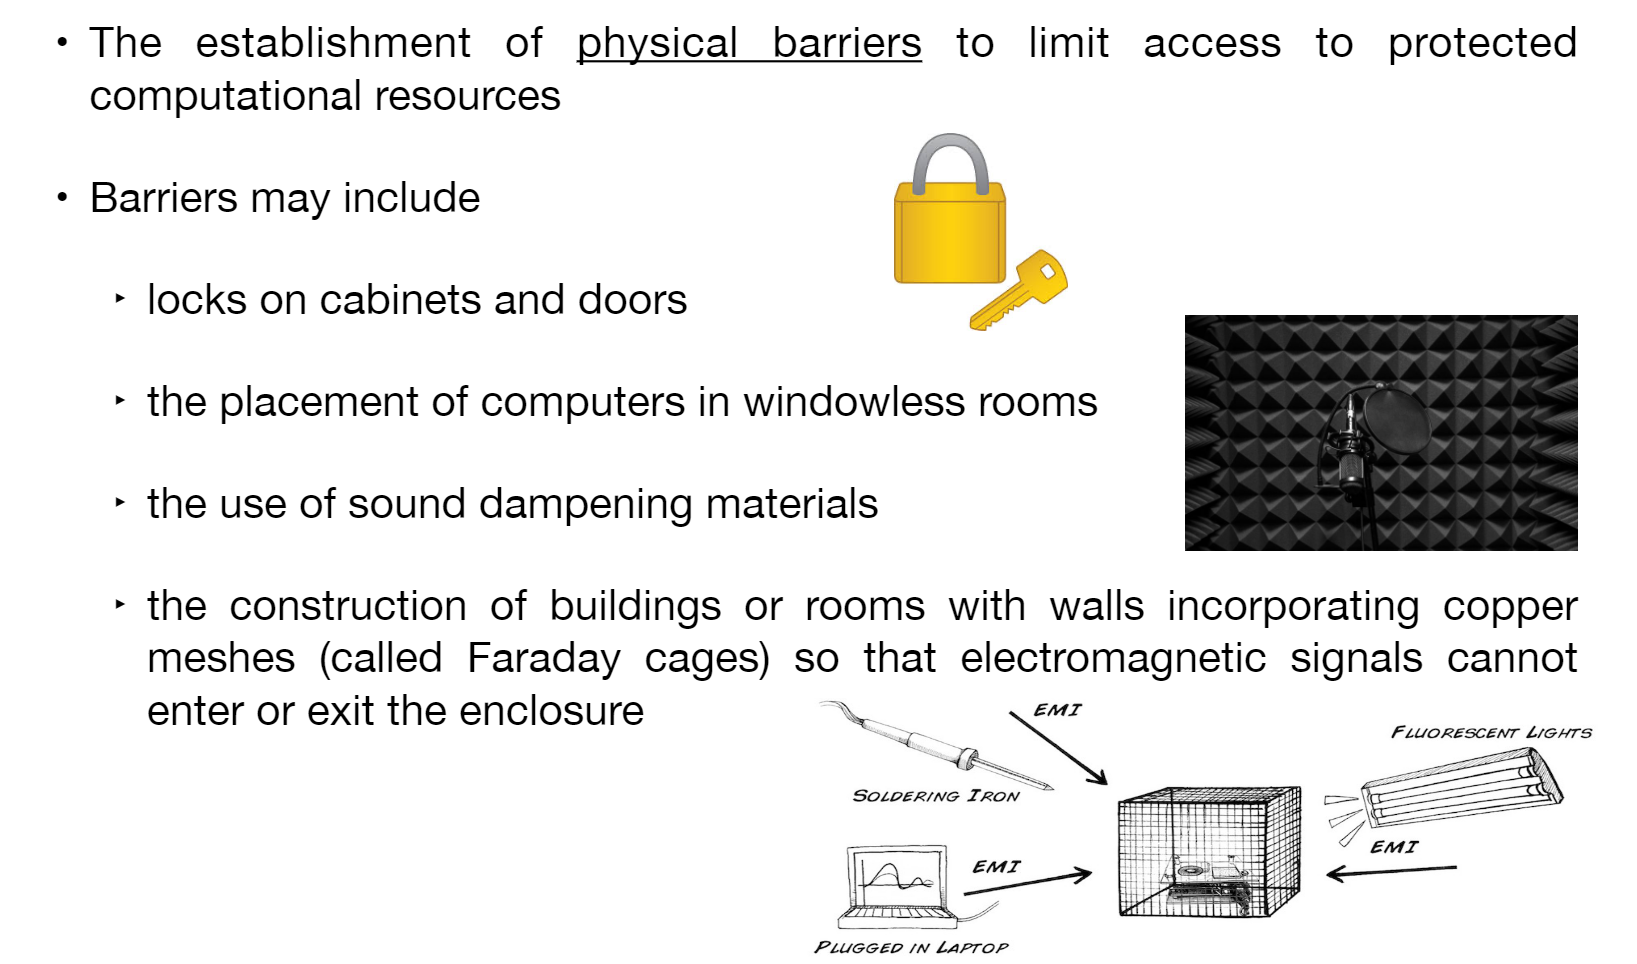 • The establishment of physical barriers to limit access to protected
computational resources
• Barriers may include
‣ locks on cabinets and doors
‣ the placement of computers in windowless rooms
‣ the use of sound dampening materials
‣ the construction of buildings or rooms with walls incorporating copper
meshes (called Faraday cages) so that electromagnetic signals cannot
enter or exit the enclosure
EMI
FLUORESCENT LIGHTS
SOLDERING IRON
EMI
EMI
PLUGGED IN LAPTOP